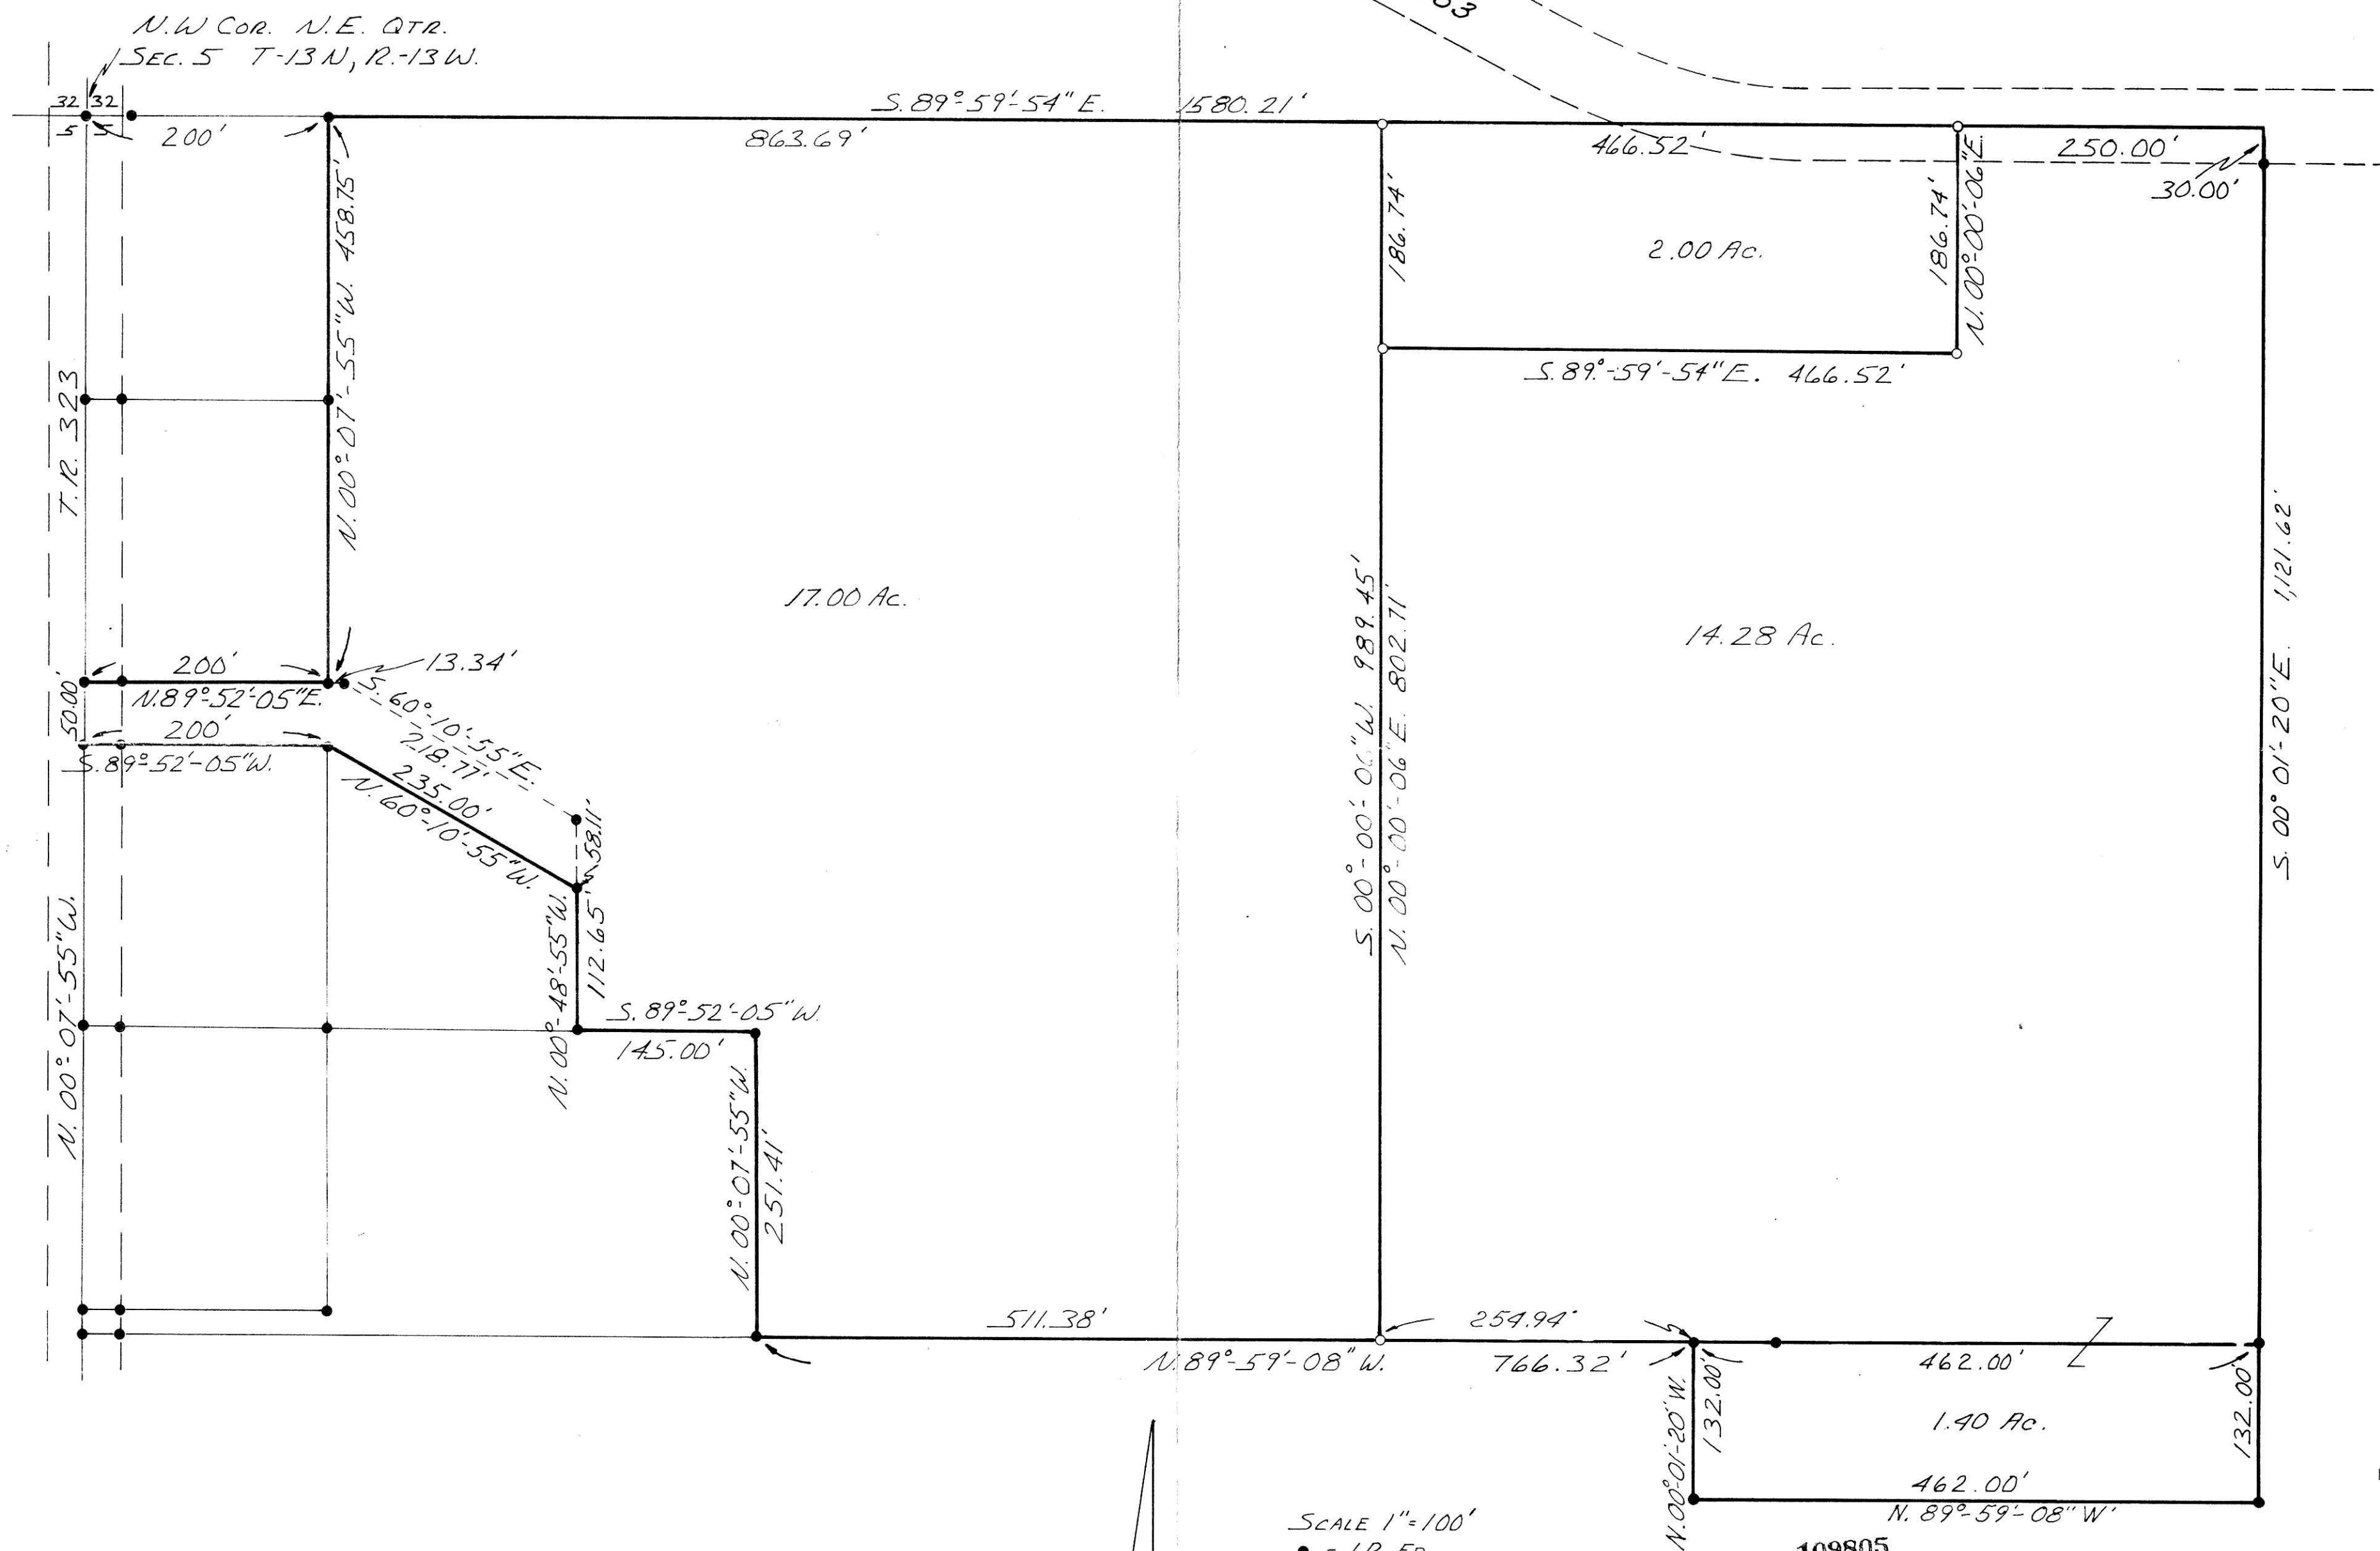 03
N.W COR. N.E. QTR.
SEC. 5 T-13N, R.-13W.
32 32
5 5
200'
S. 89°-59'-54" E. 1580.21'
863.69'
466.52'
250.00'
30.00'
N. 00°-07'-55" W. 458.75'
186.74'
2.00 Ac.
186.74'
N. 00°-00'-06" E.
S. 89°-59'-54" E. 466.52'
T.R. 323
17.00 Ac.
14.28 Ac.
S. 00°-00'-06" W. 989.45'
N. 00°-00'-06" E. 802.71'
S. 00° 01'-20" E. 1,121.62'
200'
13.34'
N. 89°-52'-05" E.
50.00'
200'
S. 89°-52'-05" W.
S. 60°-10'-55" E.
218.77'
235.00'
N. 60°-10'-55" W.
58.11'
N. 00°-48'-55" W.
112.65'
N. 00°-07'-55" W.
S. 89°-52'-05" W.
145.00'
N. 00°-07'-55" W.
251.41'
511.38'
254.94'
N. 89°-59'-08" W.
766.32'
462.00'
N. 00°-01'-20" W.
132.00'
1.40 Ac.
132.00'
462.00'
N. 89°-59'-08" W.
SCALE 1"=100'
109805